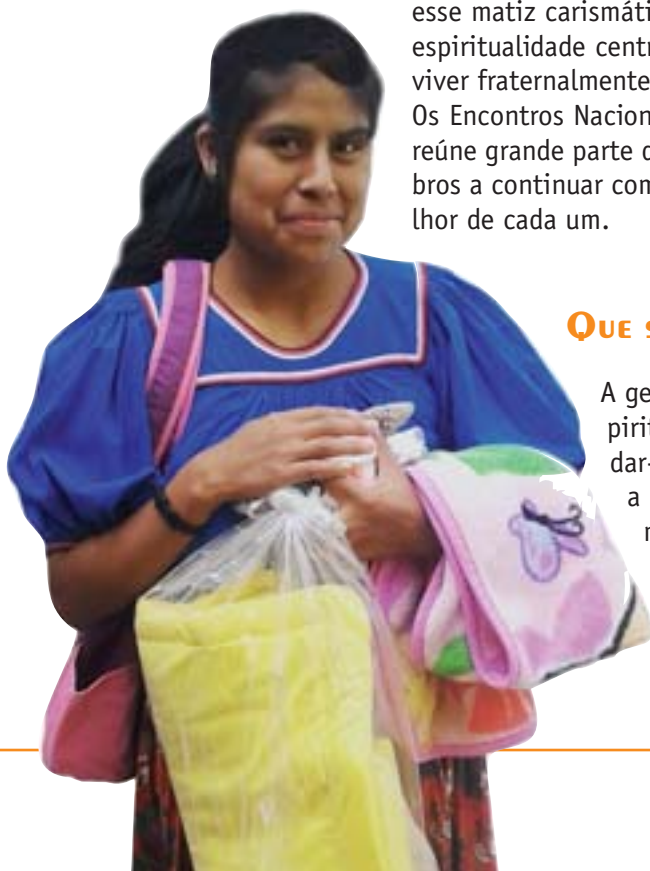 esse matiz carismáti
espiritualidade centr
viver fraternalmente
Os Encontros Nacion
reúne grande parte d
bros a continuar com
lhor de cada um.
QUE s
A ge
pirit
dar-
a